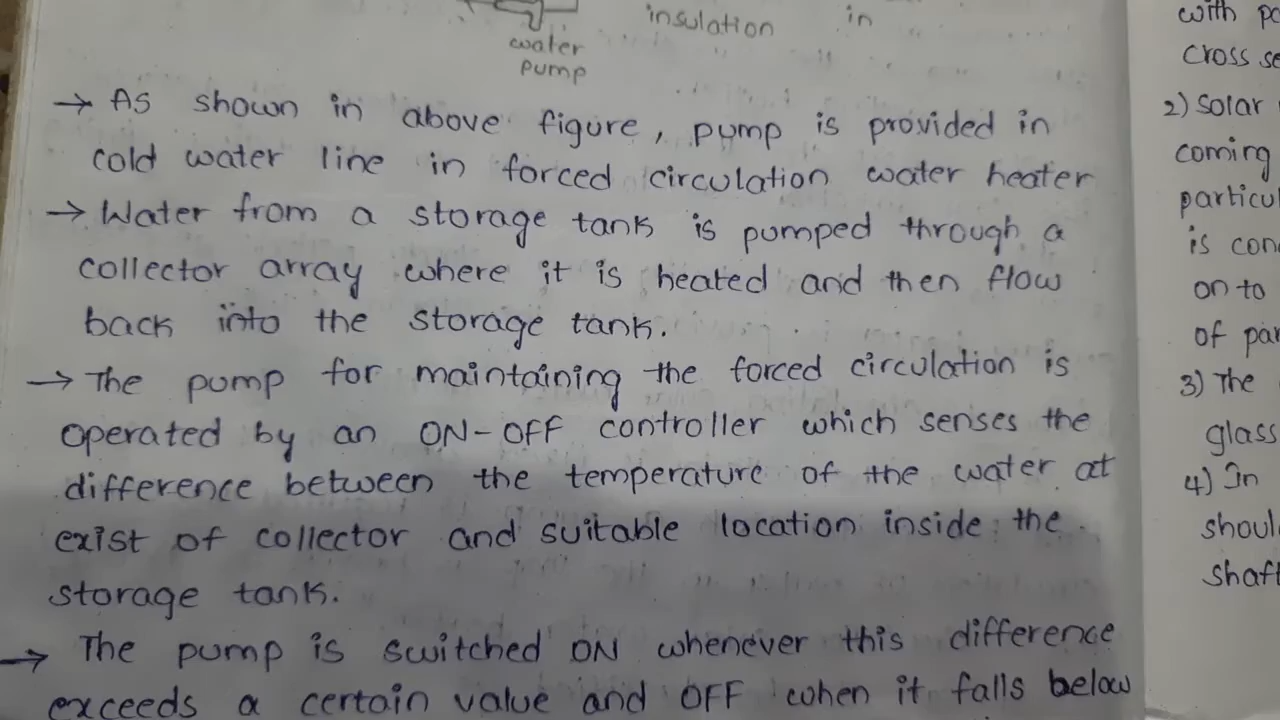 insulation in
water
pump
→ As shown in above figure, pump is provided in
cold water line in forced circulation water heater
→ Water from a storage tank is pumped through a
collector array where it is heated and then flow
back into the storage tank.
→ The pump for maintaining the forced circulation is
operated by an ON-OFF controller which senses the
difference between the temperature of the water at
exist of collector and suitable location inside the
storage tank.
→ The pump is switched ON whenever this difference
exceeds a certain value and OFF when it falls below
with
cross
2) Solar
coming
is
on to
of
3) The
glass
4) In